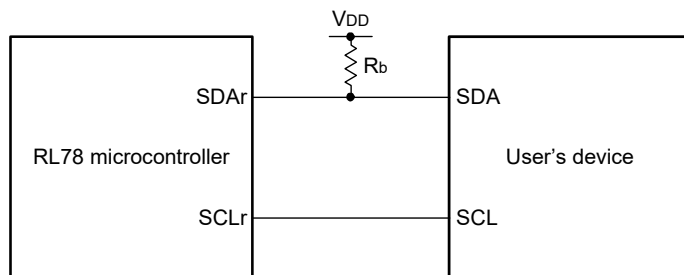 VDD
Rb
SDAr
SDA
RL78 microcontroller
User’s device
SCLr
SCL